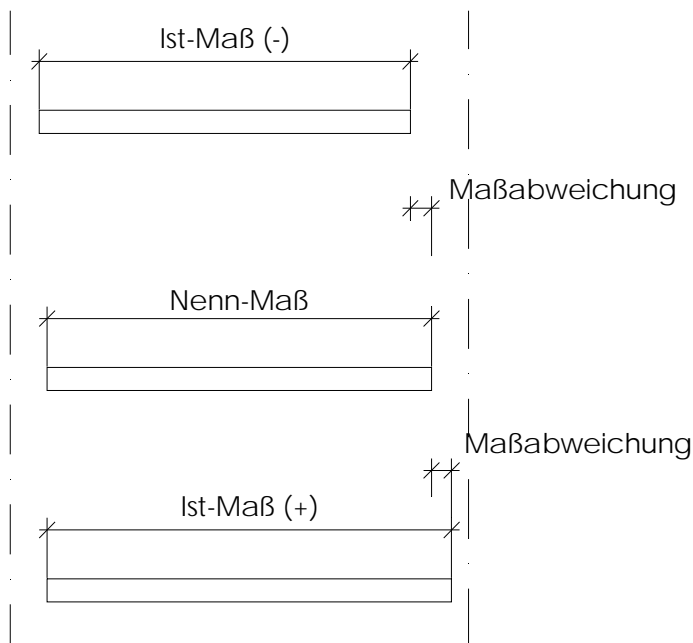 Ist-Maß (-)
Maßabweichung
Nenn-Maß
Maßabweichung
Ist-Maß (+)